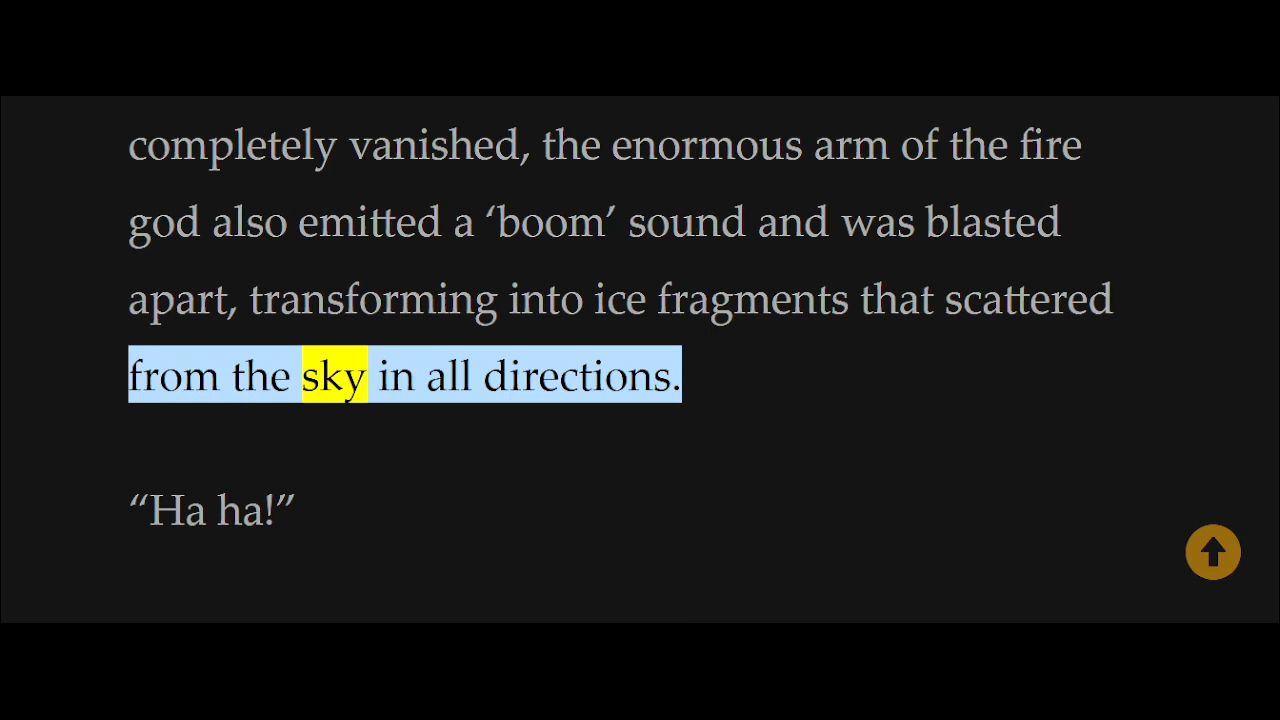 completely vanished, the enormous arm of the fire
god also emitted a ‘boom’ sound and was blasted
apart, transforming into ice fragments that scattered
from the sky in all directions.
“Ha ha!”